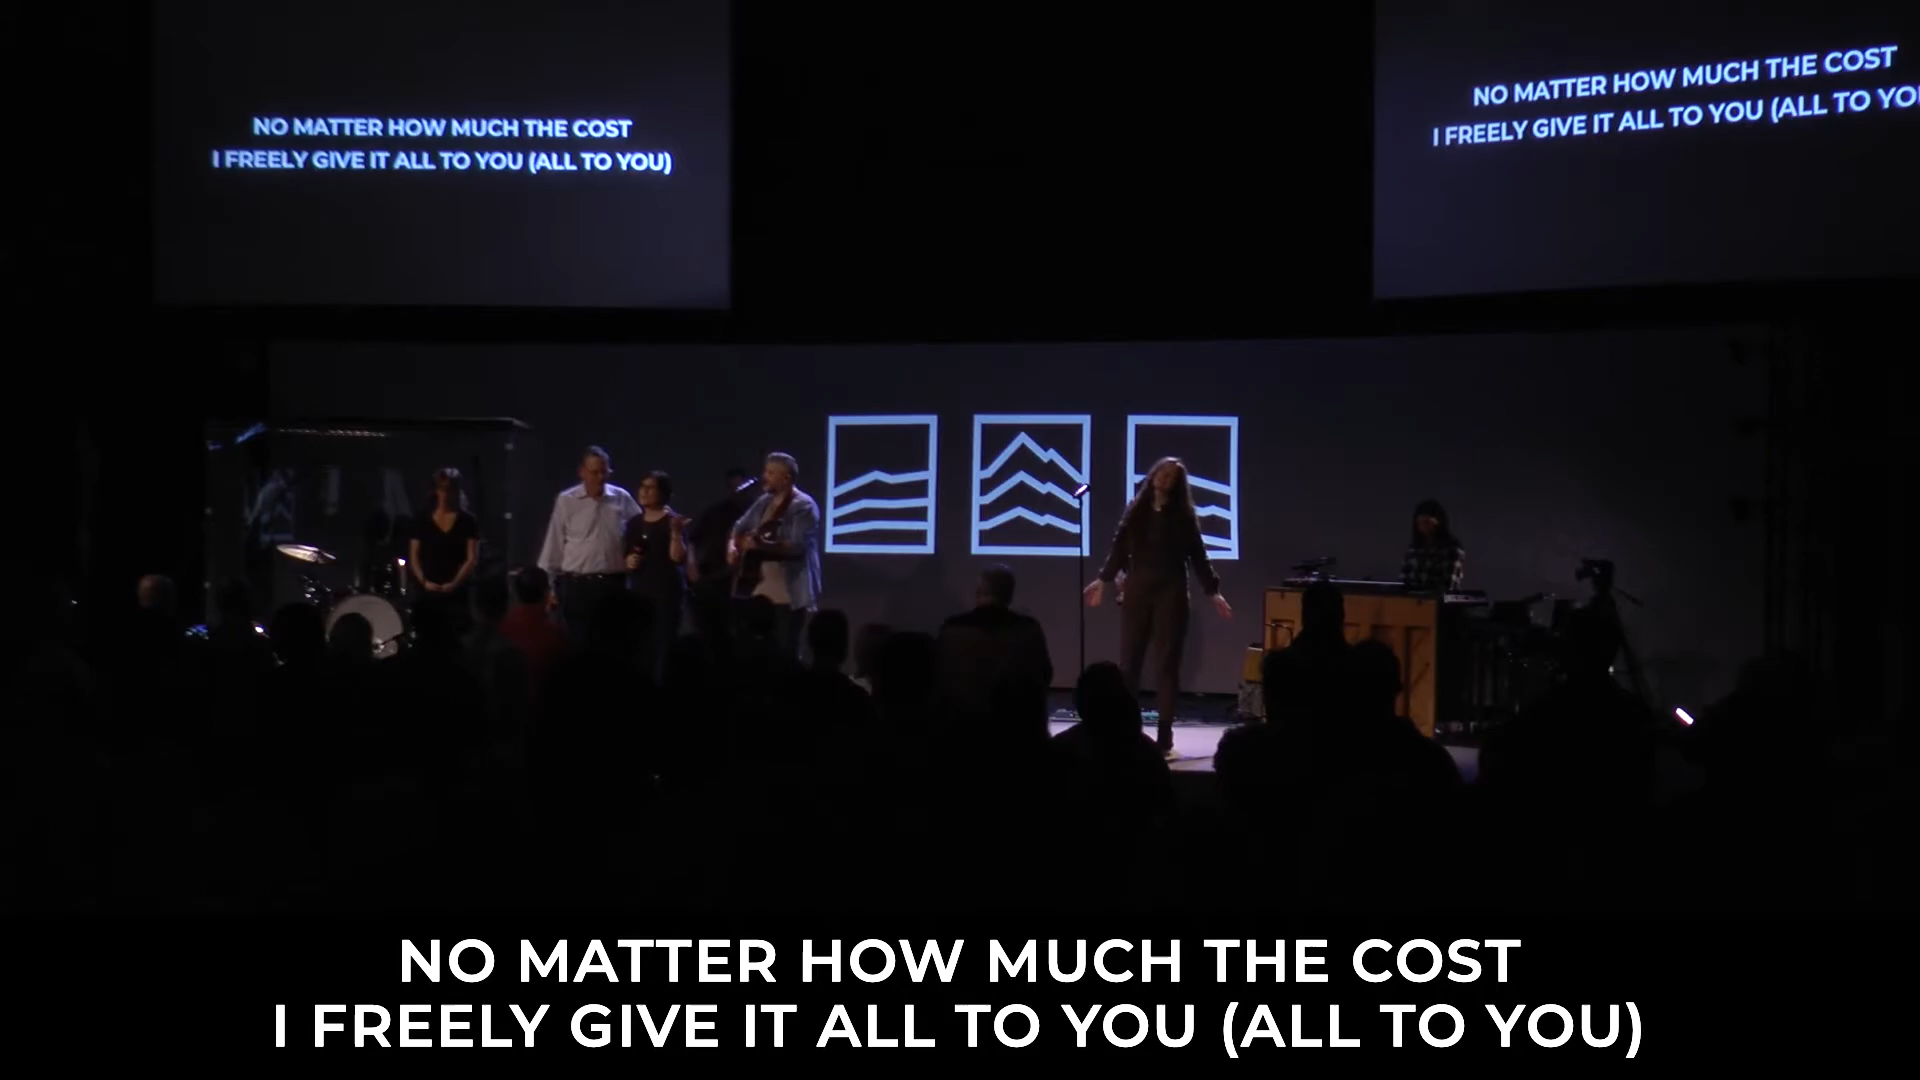 NO MATTER HOW MUCH THE COST
I FREELY GIVE IT ALL TO YOU (ALL TO YOU)
NO MATTER HOW MUCH THE COST
I FREELY GIVE IT ALL TO YOU (ALL TO YO
NO MATTER HOW MUCH THE COST
I FREELY GIVE IT ALL TO YOU (ALL TO YOU)